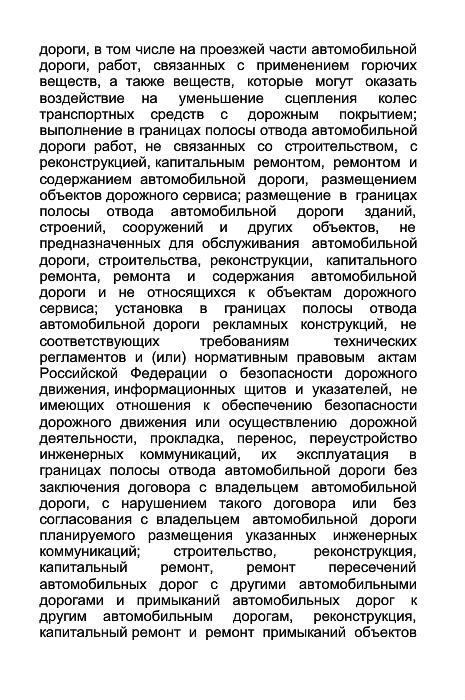 дороги, в том числе на проезжей части автомобильной
дороги, работ, связанных с применением горючих
веществ, а также веществ, которые могут оказать
воздействие на уменьшение сцепления колес
транспортных средств с дорожным покрытием;
выполнение в границах полосы отвода автомобильной
дороги работ, не связанных со строительством, с
реконструкцией, капитальным ремонтом, ремонтом и
содержанием автомобильной дороги, размещением
объектов дорожного сервиса; размещение в границах
полосы отвода автомобильной дороги зданий,
строений, сооружений и других объектов, не
предназначенных для обслуживания автомобильной
дороги, строительства, реконструкции, капитального
ремонта, ремонта и содержания автомобильной
дороги и не относящихся к объектам дорожного
сервиса; установка в границах полосы отвода
автомобильной дороги рекламных конструкций, не
соответствующих требованиям технических
регламентов и (или) нормативным правовым актам
Российской Федерации о безопасности дорожного
движения, информационных щитов и указателей, не
имеющих отношения к обеспечению безопасности
дорожного движения или осуществлению дорожной
деятельности, прокладка, перенос, переустройство
инженерных коммуникаций, их эксплуатация в
границах полосы отвода автомобильной дороги без
заключения договора с владельцем автомобильной
дороги, с нарушением такого договора или без
согласования с владельцем автомобильной дороги
планируемого размещения указанных инженерных
коммуникаций; строительство, реконструкция,
капитальный ремонт, ремонт пересечений
автомобильных дорог с другими автомобильными
дорогами и примыканий автомобильных дорог к
другим автомобильным дорогам, реконструкция,
капитальный ремонт и ремонт примыканий объектов